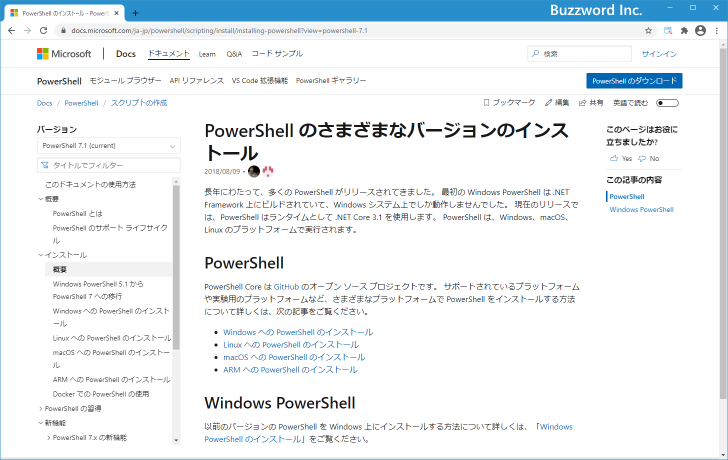 PowerShell のインストール - PowerS
Buzzword Inc.
docs.microsoft.com/ja-jp/powershell/scripting/install/installing-powershell?view=powershell-7.1
Microsoft Docs ドキュメント Learn Q&A コード サンプル 検索 サインイン
PowerShell モジュール ブラウザー API リファレンス VS Code 拡張機能 PowerShell ギャラリー PowerShell のダウンロード
Docs / PowerShell / スクリプトの作成 ブックマーク 編集 共有 英語で読む
バージョン
PowerShell 7.1 (current)
タイトルでフィルター
このドキュメントの使用方法
概要
PowerShell とは
PowerShell のサポート ライフサイク
ル
インストール
概要
Windows PowerShell 5.1 から
PowerShell 7 への移行
Windows への PowerShell のインスト
ール
Linux への PowerShell のインストール
macOS への PowerShell のインストー
ル
ARM への PowerShell のインストール
Docker での PowerShell の使用
PowerShell の習得
新機能
PowerShell 7.x の新機能
PowerShell のさまざまなバージョンのインス
トール
2018/08/09 •
長年にわたって、多くの PowerShell がリリースされてきました。 最初の Windows PowerShell は .NET
Framework 上にビルドされていて、Windows システム上でしか動作しませんでした。 現在のリリースで
は、PowerShell はランタイムとして .NET Core 3.1 を使用します。 PowerShell は、Windows、macOS、
Linux のプラットフォームで実行されます。
PowerShell
PowerShell Core は GitHub のオープン ソース プロジェクトです。 サポートされているプラットフォーム
や実験用のプラットフォームなど、さまざまなプラットフォームで PowerShell をインストールする方法
について詳しくは、次の記事をご覧ください。
• Windows への PowerShell のインストール
• Linux への PowerShell のインストール
• macOS への PowerShell のインストール
• ARM への PowerShell のインストール
Windows PowerShell
以前のバージョンの PowerShell を Windows 上にインストールする方法について詳しくは、「Windows
PowerShell のインストール」をご覧ください。
このページはお役に
立ちましたか?
Yes No
この記事の内容
PowerShell
Windows PowerShell